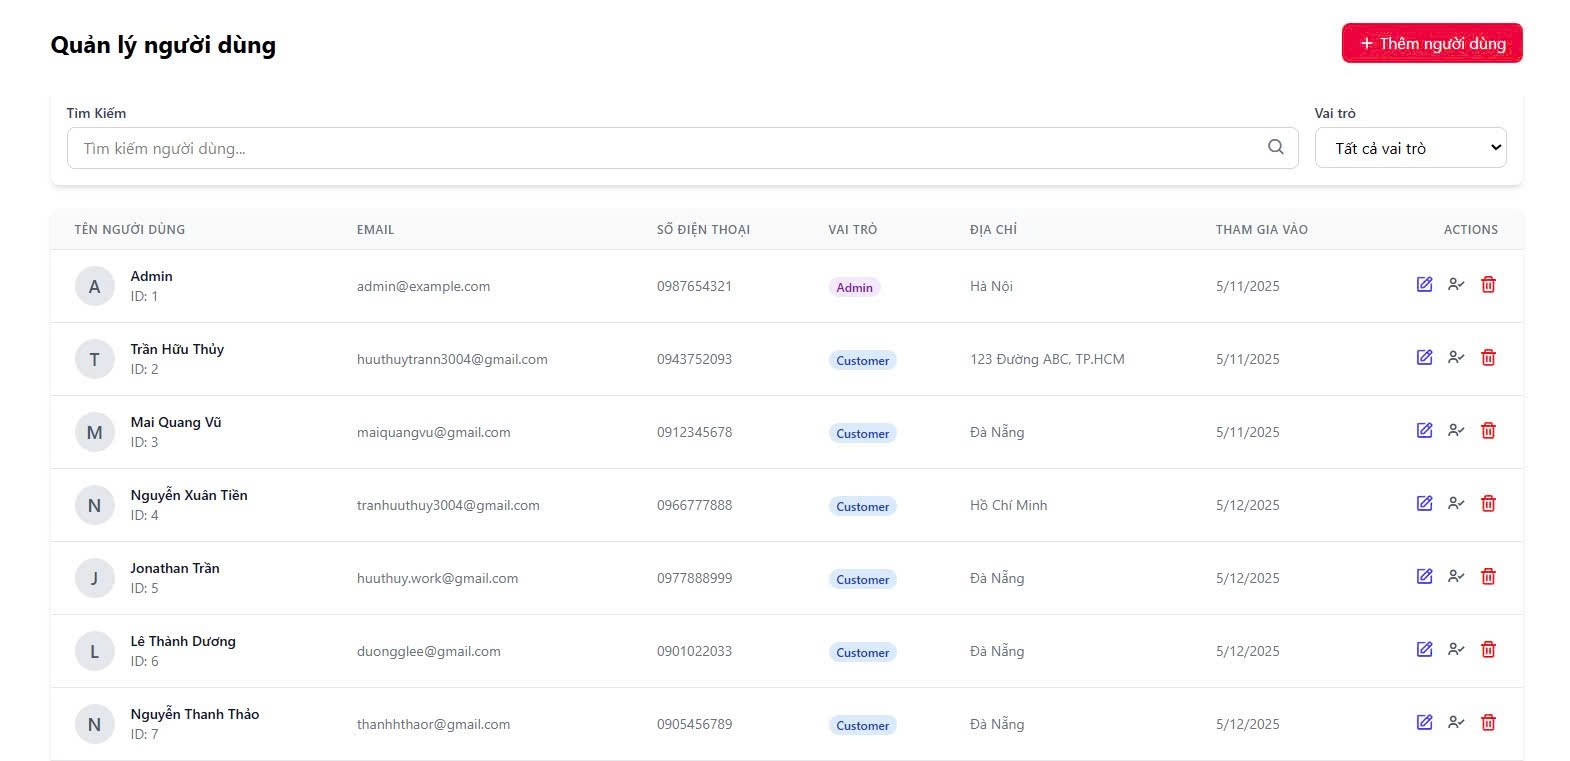 Quản lý người dùng
+ Thêm người dùng
Tìm Kiếm
Vai trò
Tìm kiếm người dùng...
Tất cả vai trò
TÊN NGƯỜI DÙNG EMAIL SỐ ĐIỆN THOẠI VAI TRÒ ĐỊA CHỈ THAM GIA VÀO ACTIONS
A Admin admin@example.com 0987654321 Admin Hà Nội 5/11/2025
ID: 1
T Trần Hữu Thủy huuthuytrann3004@gmail.com 0943752093 Customer 123 Đường ABC, TP.HCM 5/11/2025
ID: 2
M Mai Quang Vũ maiquangvu@gmail.com 0912345678 Customer Đà Nẵng 5/11/2025
ID: 3
N Nguyễn Xuân Tiền tranhuuthuy3004@gmail.com 0966777888 Customer Hồ Chí Minh 5/12/2025
ID: 4
J Jonathan Trần huuthuy.work@gmail.com 0977888999 Customer Đà Nẵng 5/12/2025
ID: 5
L Lê Thành Dương duongglee@gmail.com 0901022033 Customer Đà Nẵng 5/12/2025
ID: 6
N Nguyễn Thanh Thảo thanhhthaor@gmail.com 0905456789 Customer Đà Nẵng 5/12/2025
ID: 7